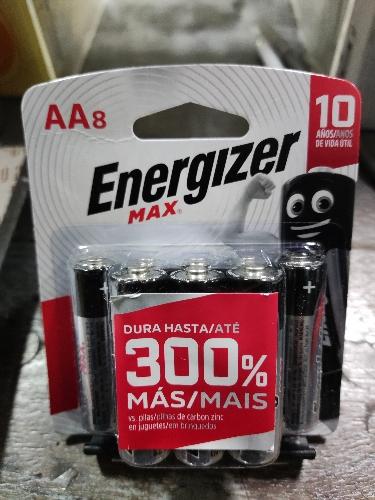 AA8
10
AÑOS/ANOS
DE VIDA ÚTIL
Energizer
MAX®
DURA HASTA/ATÉ
300%
MÁS/MAIS
vs. pilas/pilhas de carbon zinc
en juguetes/em brinquedos